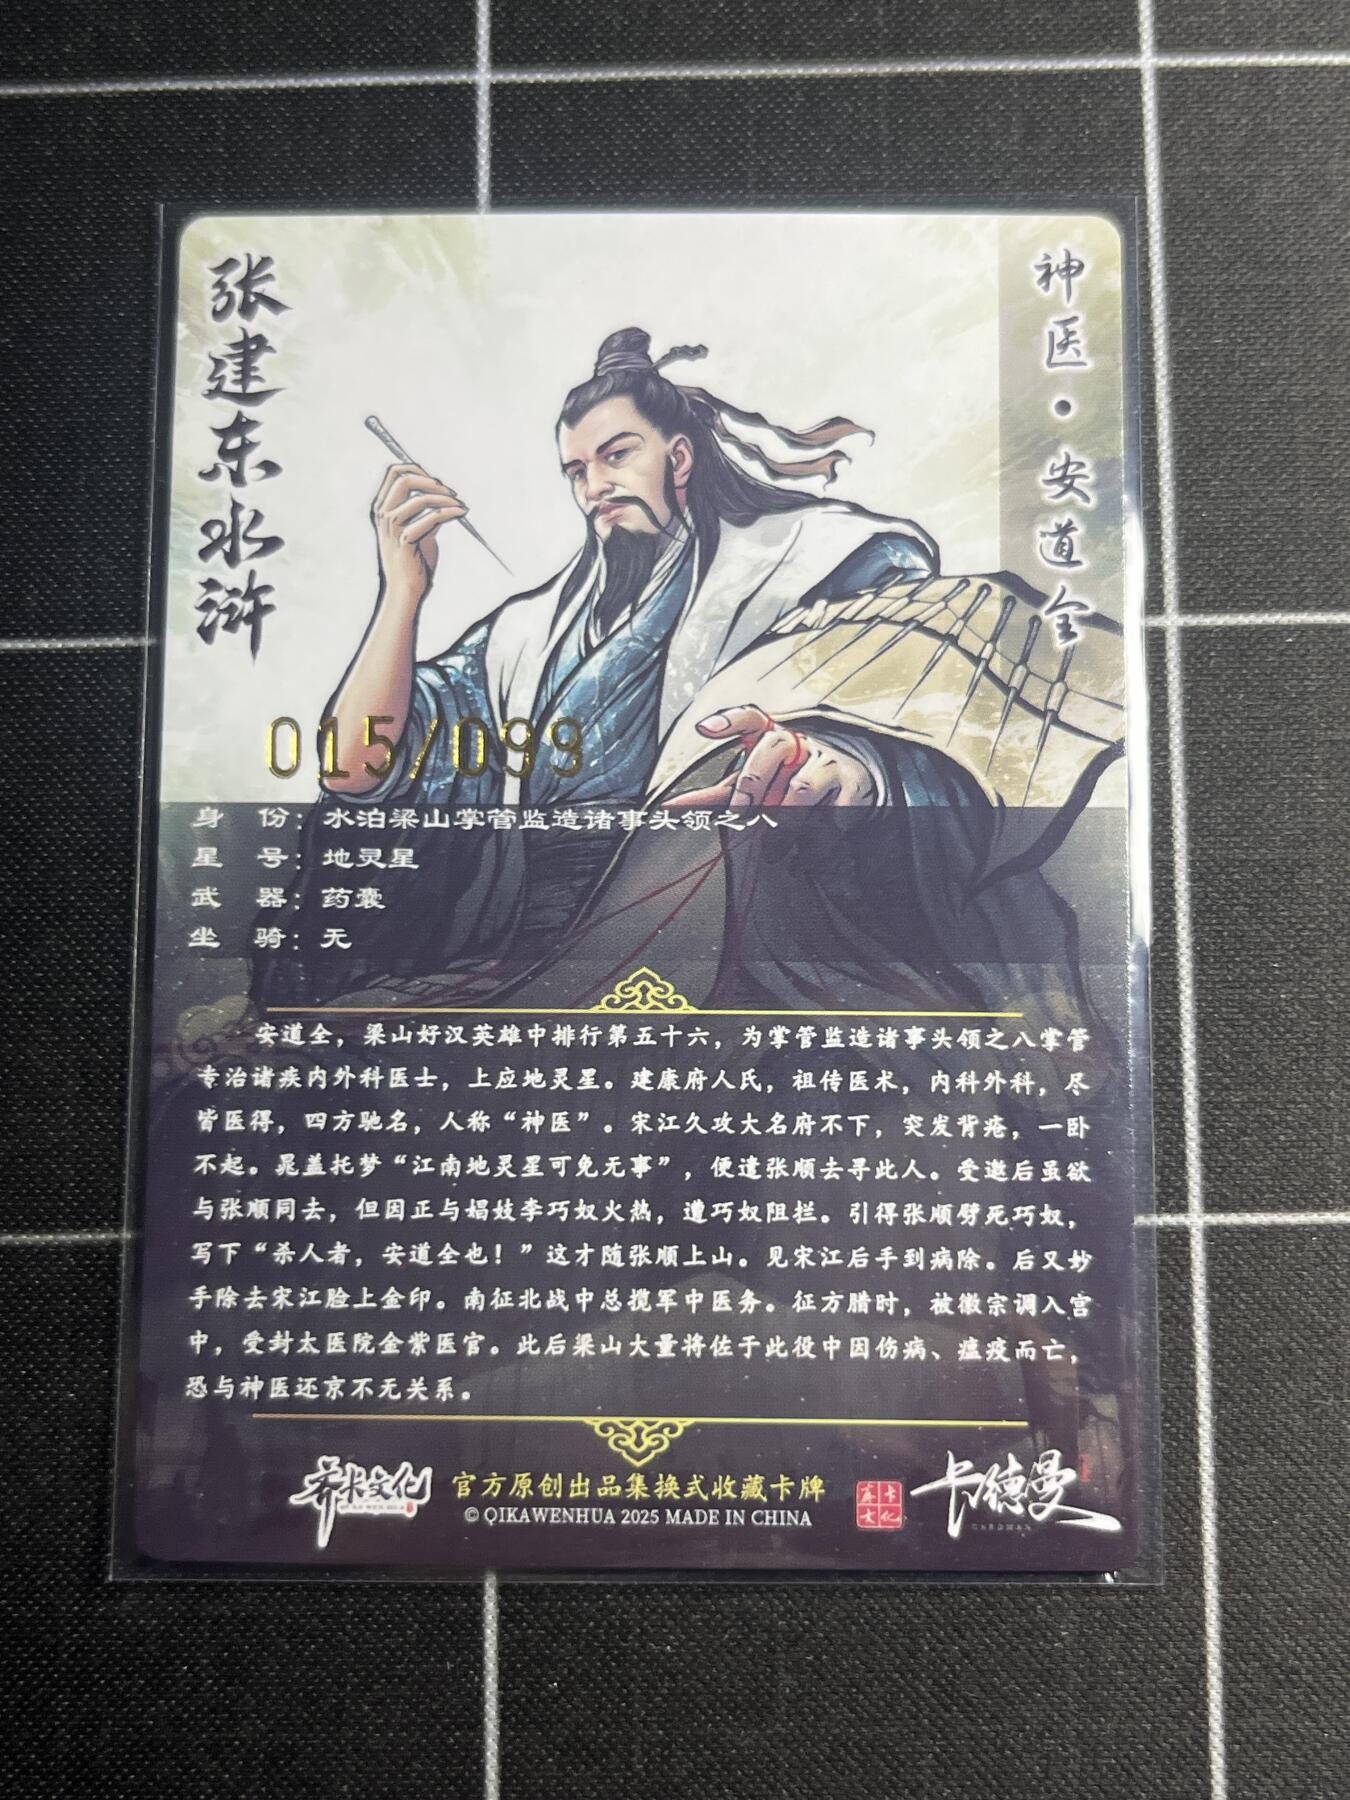 张建东水浒
神医·安道全
015/099
身 份：水泊梁山掌管监造诸事头领之八
星 号：地灵星
武 器：药囊
坐 骑：无
安道全，梁山好汉英雄中排行第五十六，为掌管监造诸事头领之八掌管
专治诸疾内外科医士，上应地灵星。建康府人氏，祖传医术，内科外科，尽
皆医得，四方驰名，人称“神医”。宋江久攻大名府不下，突发背疮，一卧
不起。晁盖托梦“江南地灵星可免无事”，便遣张顺去寻此人。受邀后虽欲
与张顺同去，但因正与娼妓李巧奴火热，遭巧奴阻拦。引得张顺劈死巧奴，
写下“杀人者，安道全也！”这才随张顺上山。见宋江后手到病除。后又妙
手除去宋江脸上金印。南征北战中总揽军中医务。征方腊时，被徽宗调入宫
中，受封太医院金紫医官。此后梁山大量将佐于此役中因伤病、瘟疫而亡，
恐与神医还京不无关系。
官方原创出品集换式收藏卡牌
© QIKAWENHUA 2025 MADE IN CHINA
卡德曼